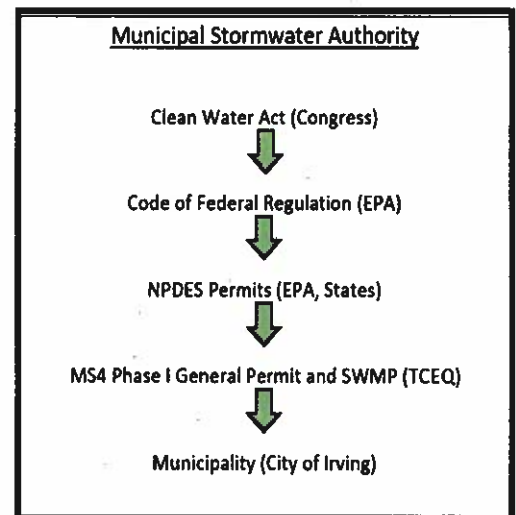 Municipal Stormwater Authority
Clean Water Act (Congress)
Code of Federal Regulation (EPA)
NPDES Permits (EPA, States)
MS4 Phase I General Permit and SWMP (TCEQ)
Municipality (City of Irving)